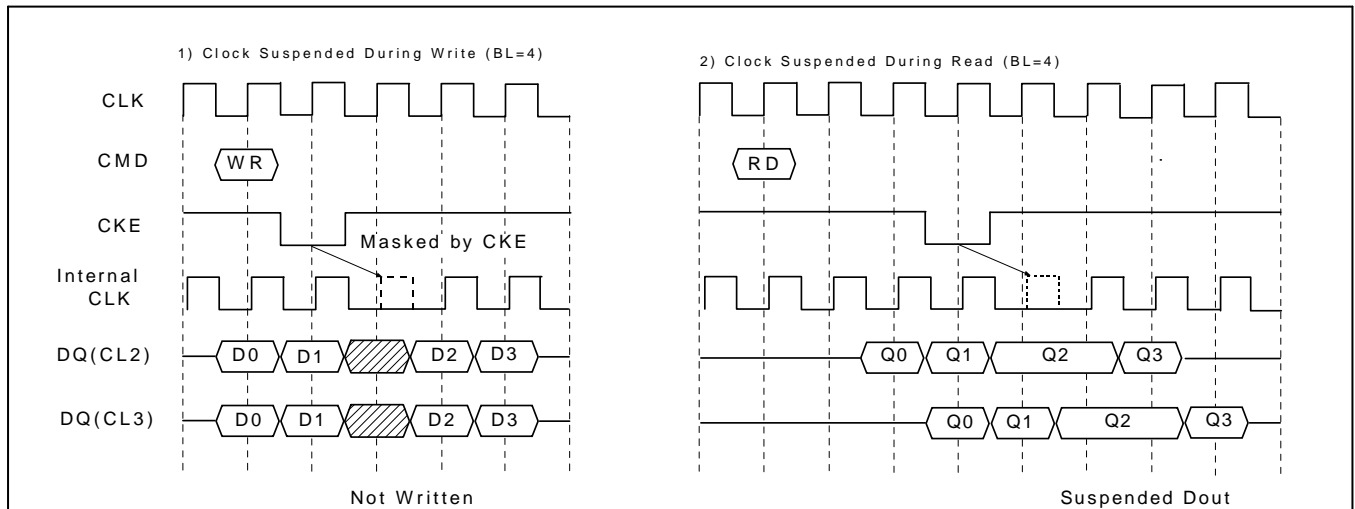 1) Clock Suspended During Write (BL=4)
2) Clock Suspended During Read (BL=4)
CLK
CMD
WR
RD
CKE
Masked by CKE
Internal
CLK
DQ(CL2)
D0 D1 D2 D3
Q0 Q1 Q2 Q3
DQ(CL3)
D0 D1 D2 D3
Q0 Q1 Q2 Q3
Not Written
Suspended Dout